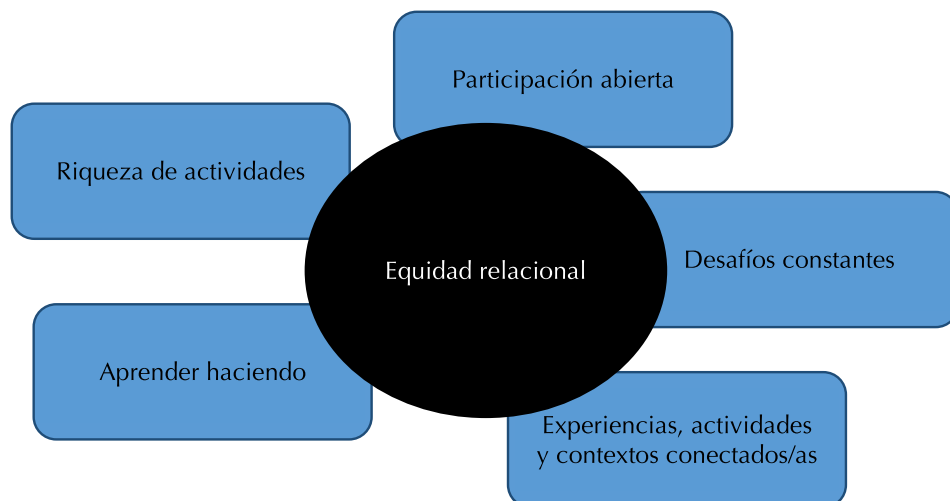 Participación abierta
Riqueza de actividades
Desafíos constantes
Equidad relacional
Aprender haciendo
Experiencias, actividades
y contextos conectados/as